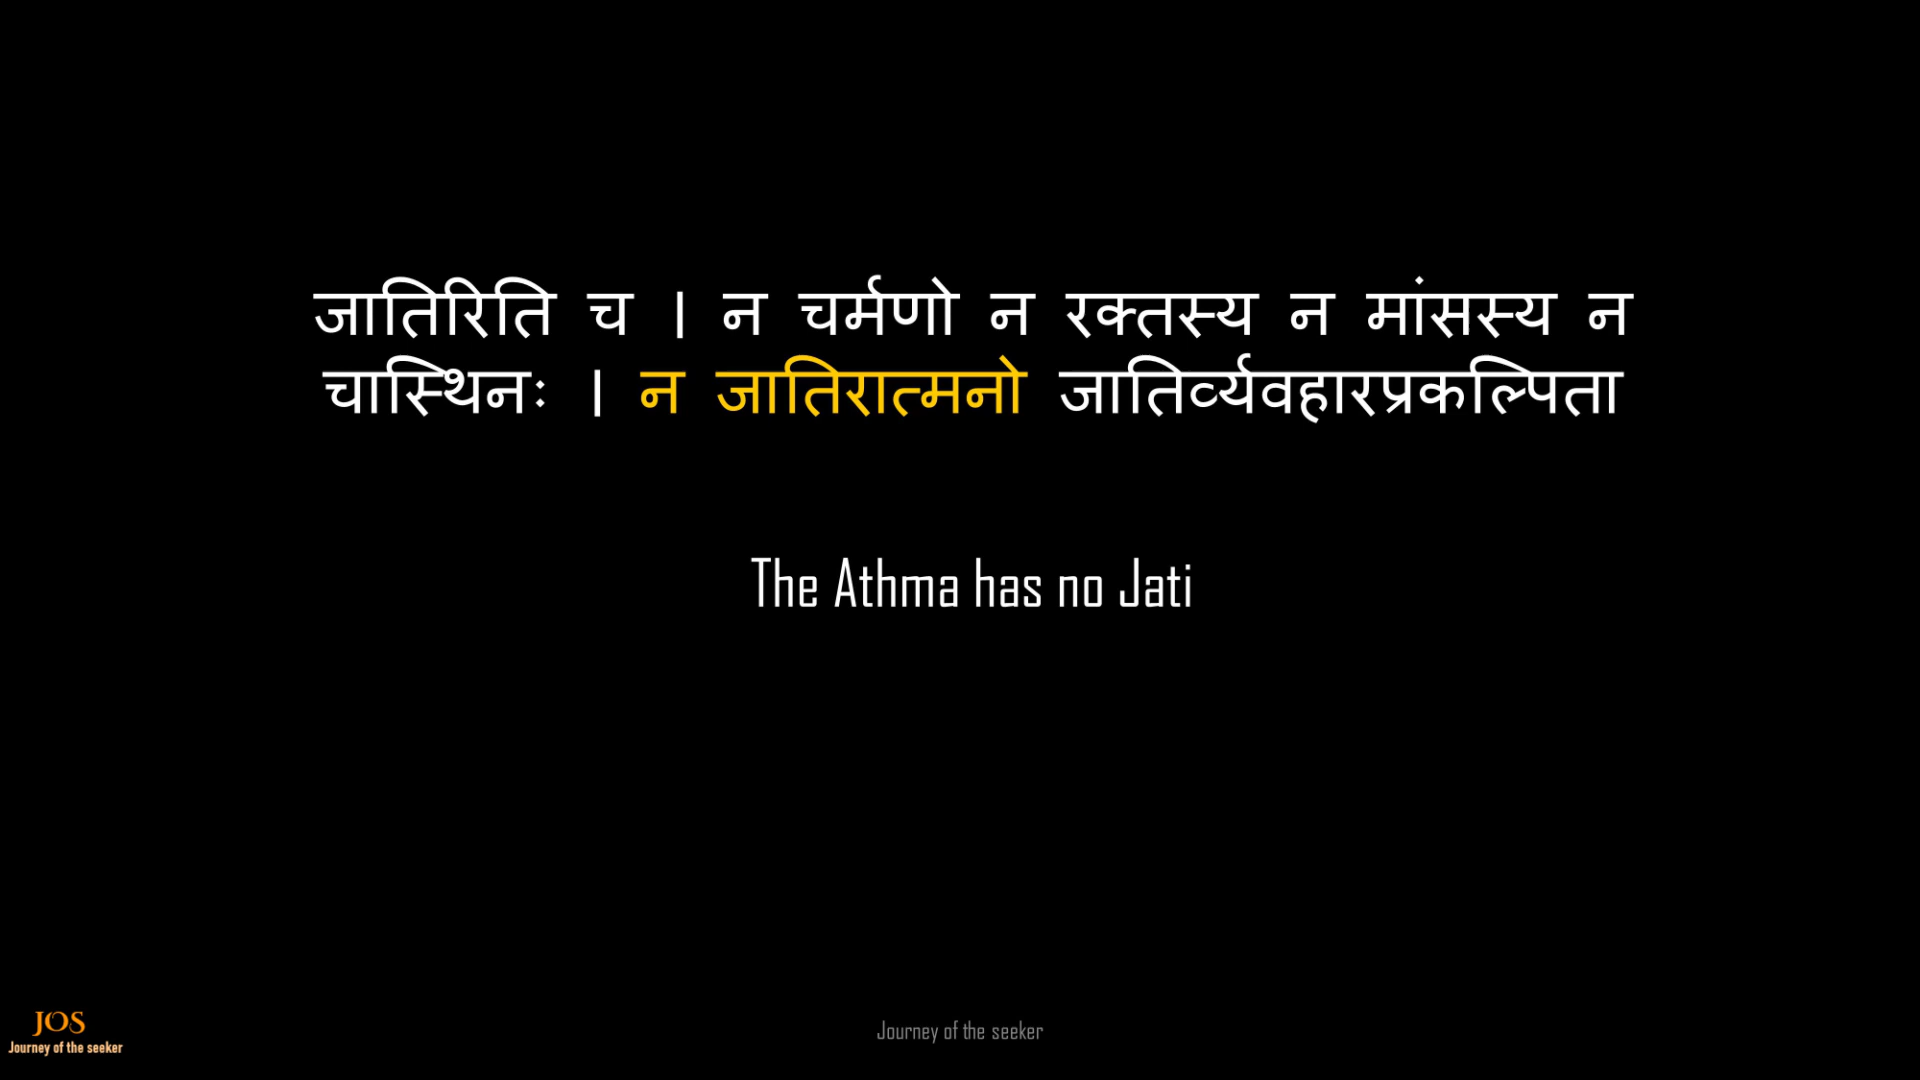 जातिरिति च । न चर्मणो न रक्तस्य न मांसस्य न
चास्थिनः । न जातिरात्मनो जातिर्व्यवहारप्रकल्पिता
The Athma has no Jati
JOS
Journey of the seeker
Journey of the seeker